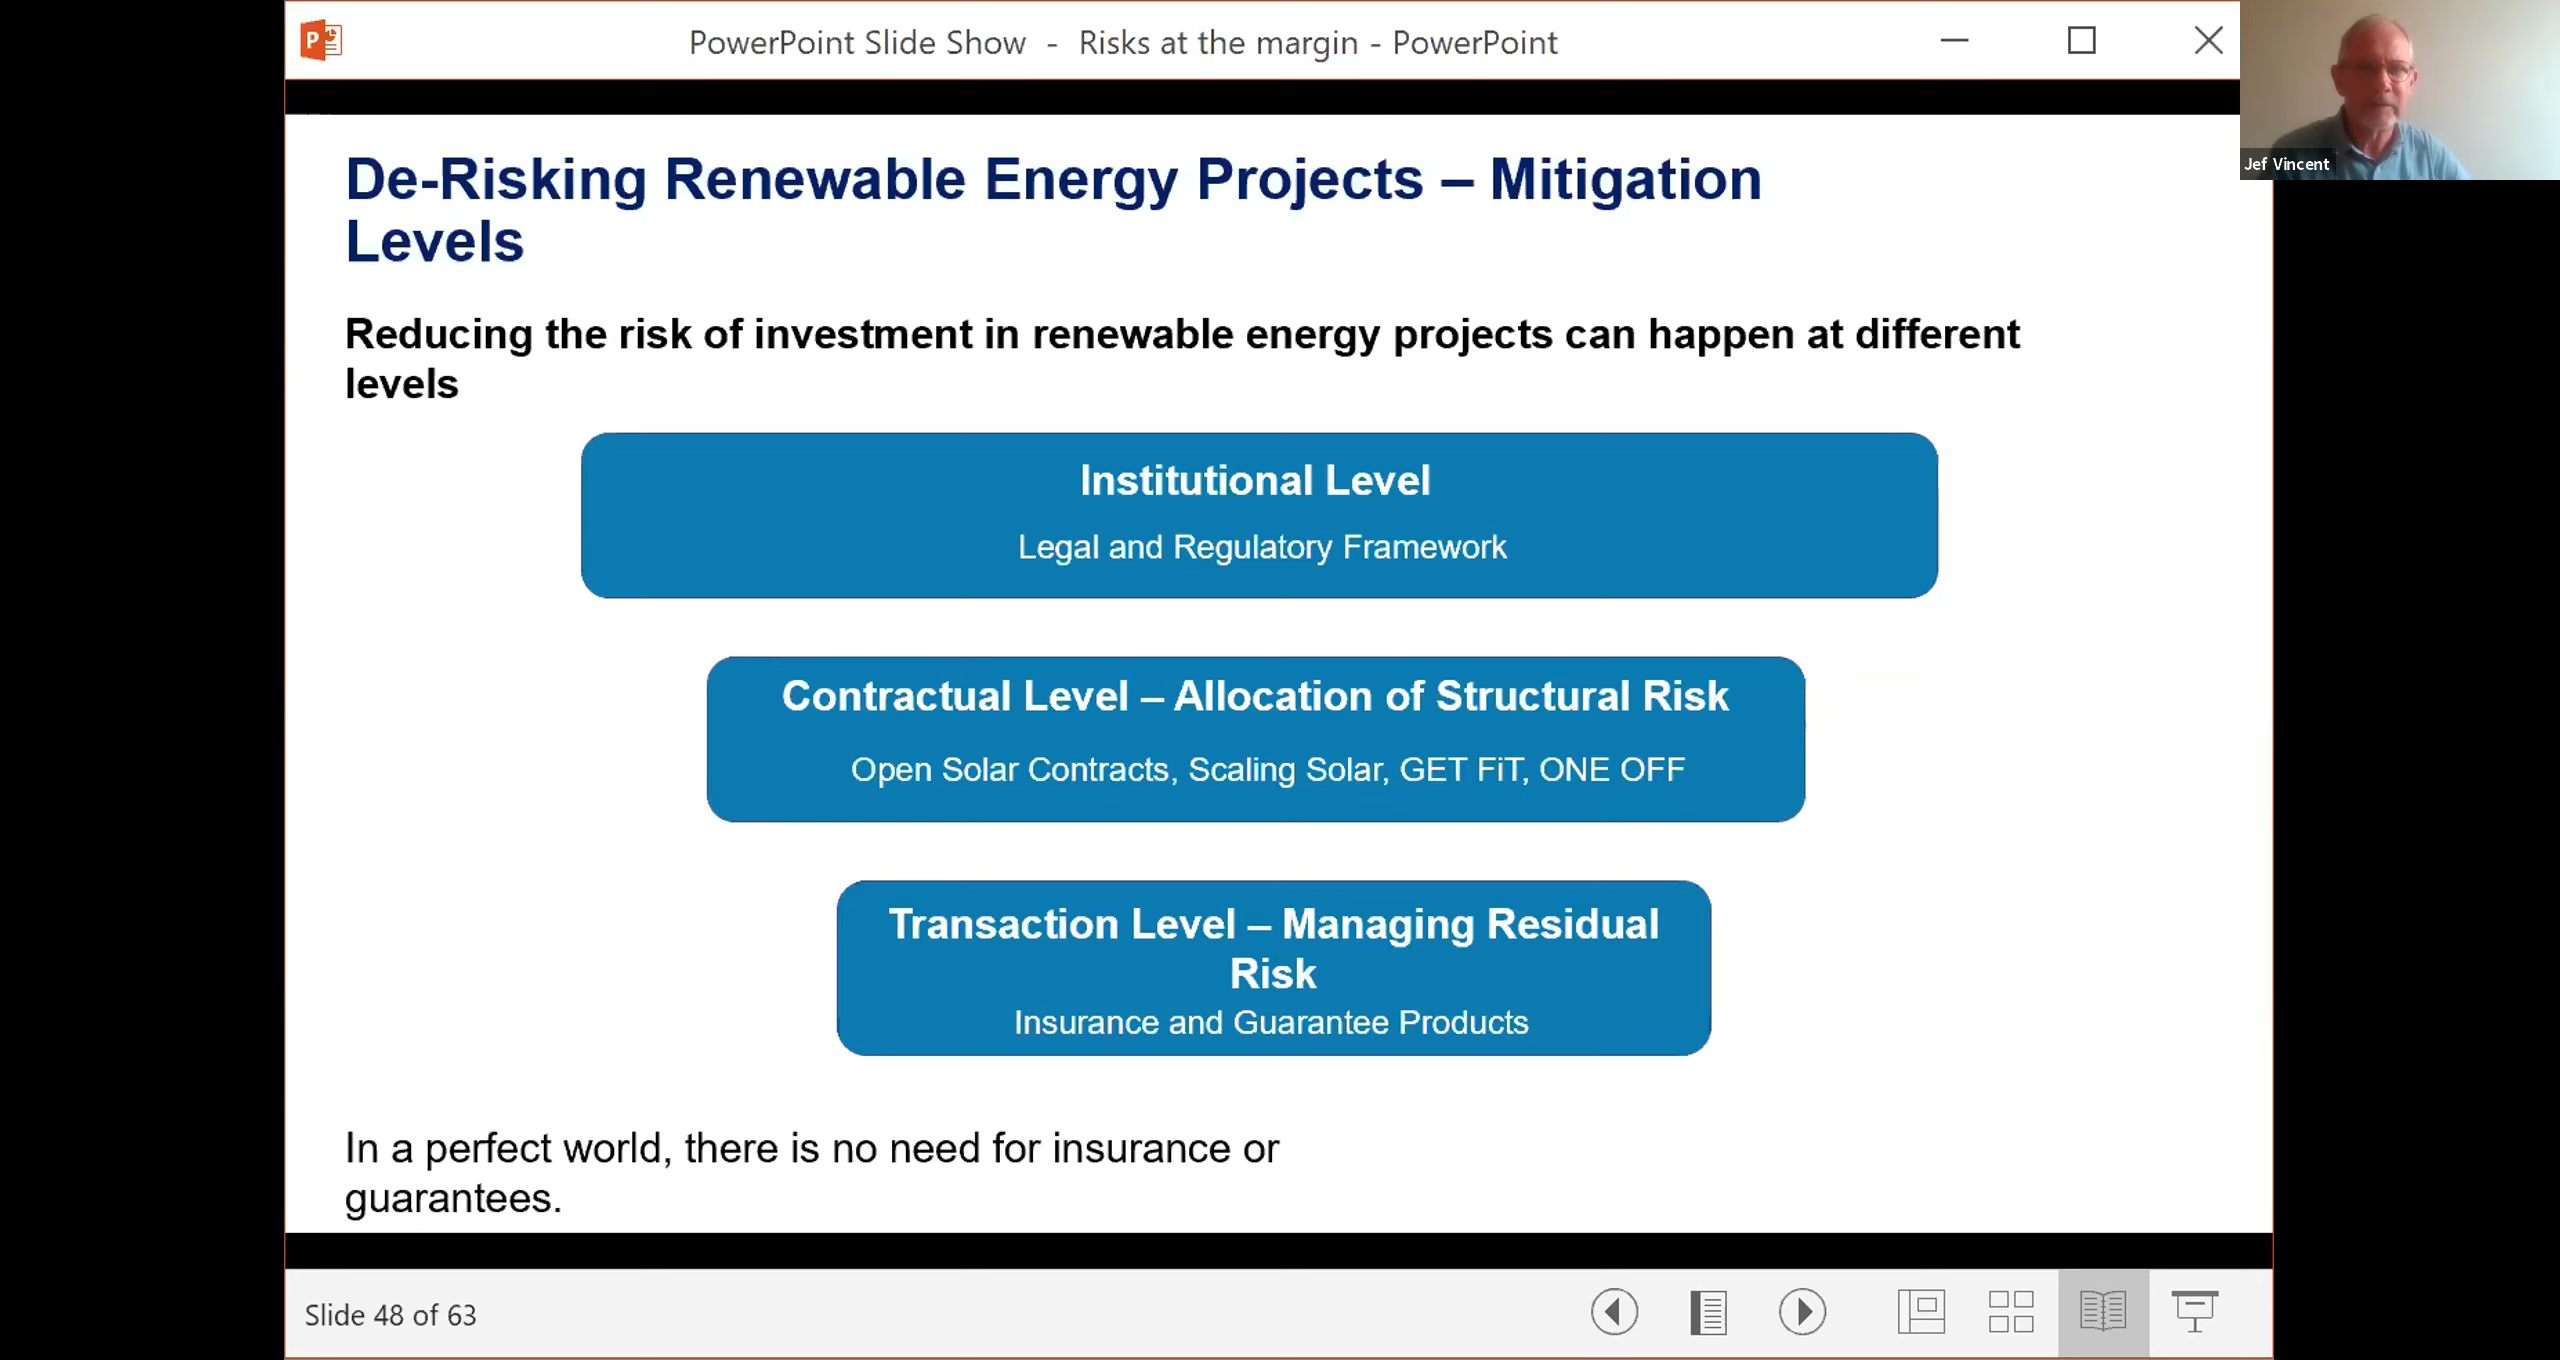 PowerPoint Slide Show - Risks at the margin - PowerPoint
Jef Vincent
De-Risking Renewable Energy Projects – Mitigation
Levels
Reducing the risk of investment in renewable energy projects can happen at different
levels
Institutional Level
Legal and Regulatory Framework
Contractual Level – Allocation of Structural Risk
Open Solar Contracts, Scaling Solar, GET FiT, ONE OFF
Transaction Level – Managing Residual
Risk
Insurance and Guarantee Products
In a perfect world, there is no need for insurance or
guarantees.
Slide 48 of 63